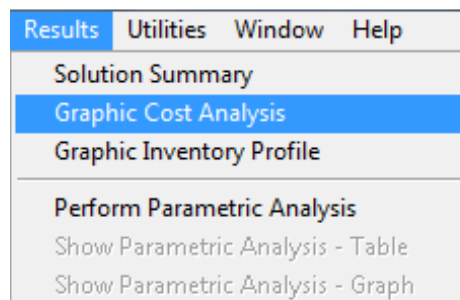 Results Utilities Window Help
Solution Summary
Graphic Cost Analysis
Graphic Inventory Profile
Perform Parametric Analysis
Show Parametric Analysis - Table
Show Parametric Analysis - Graph